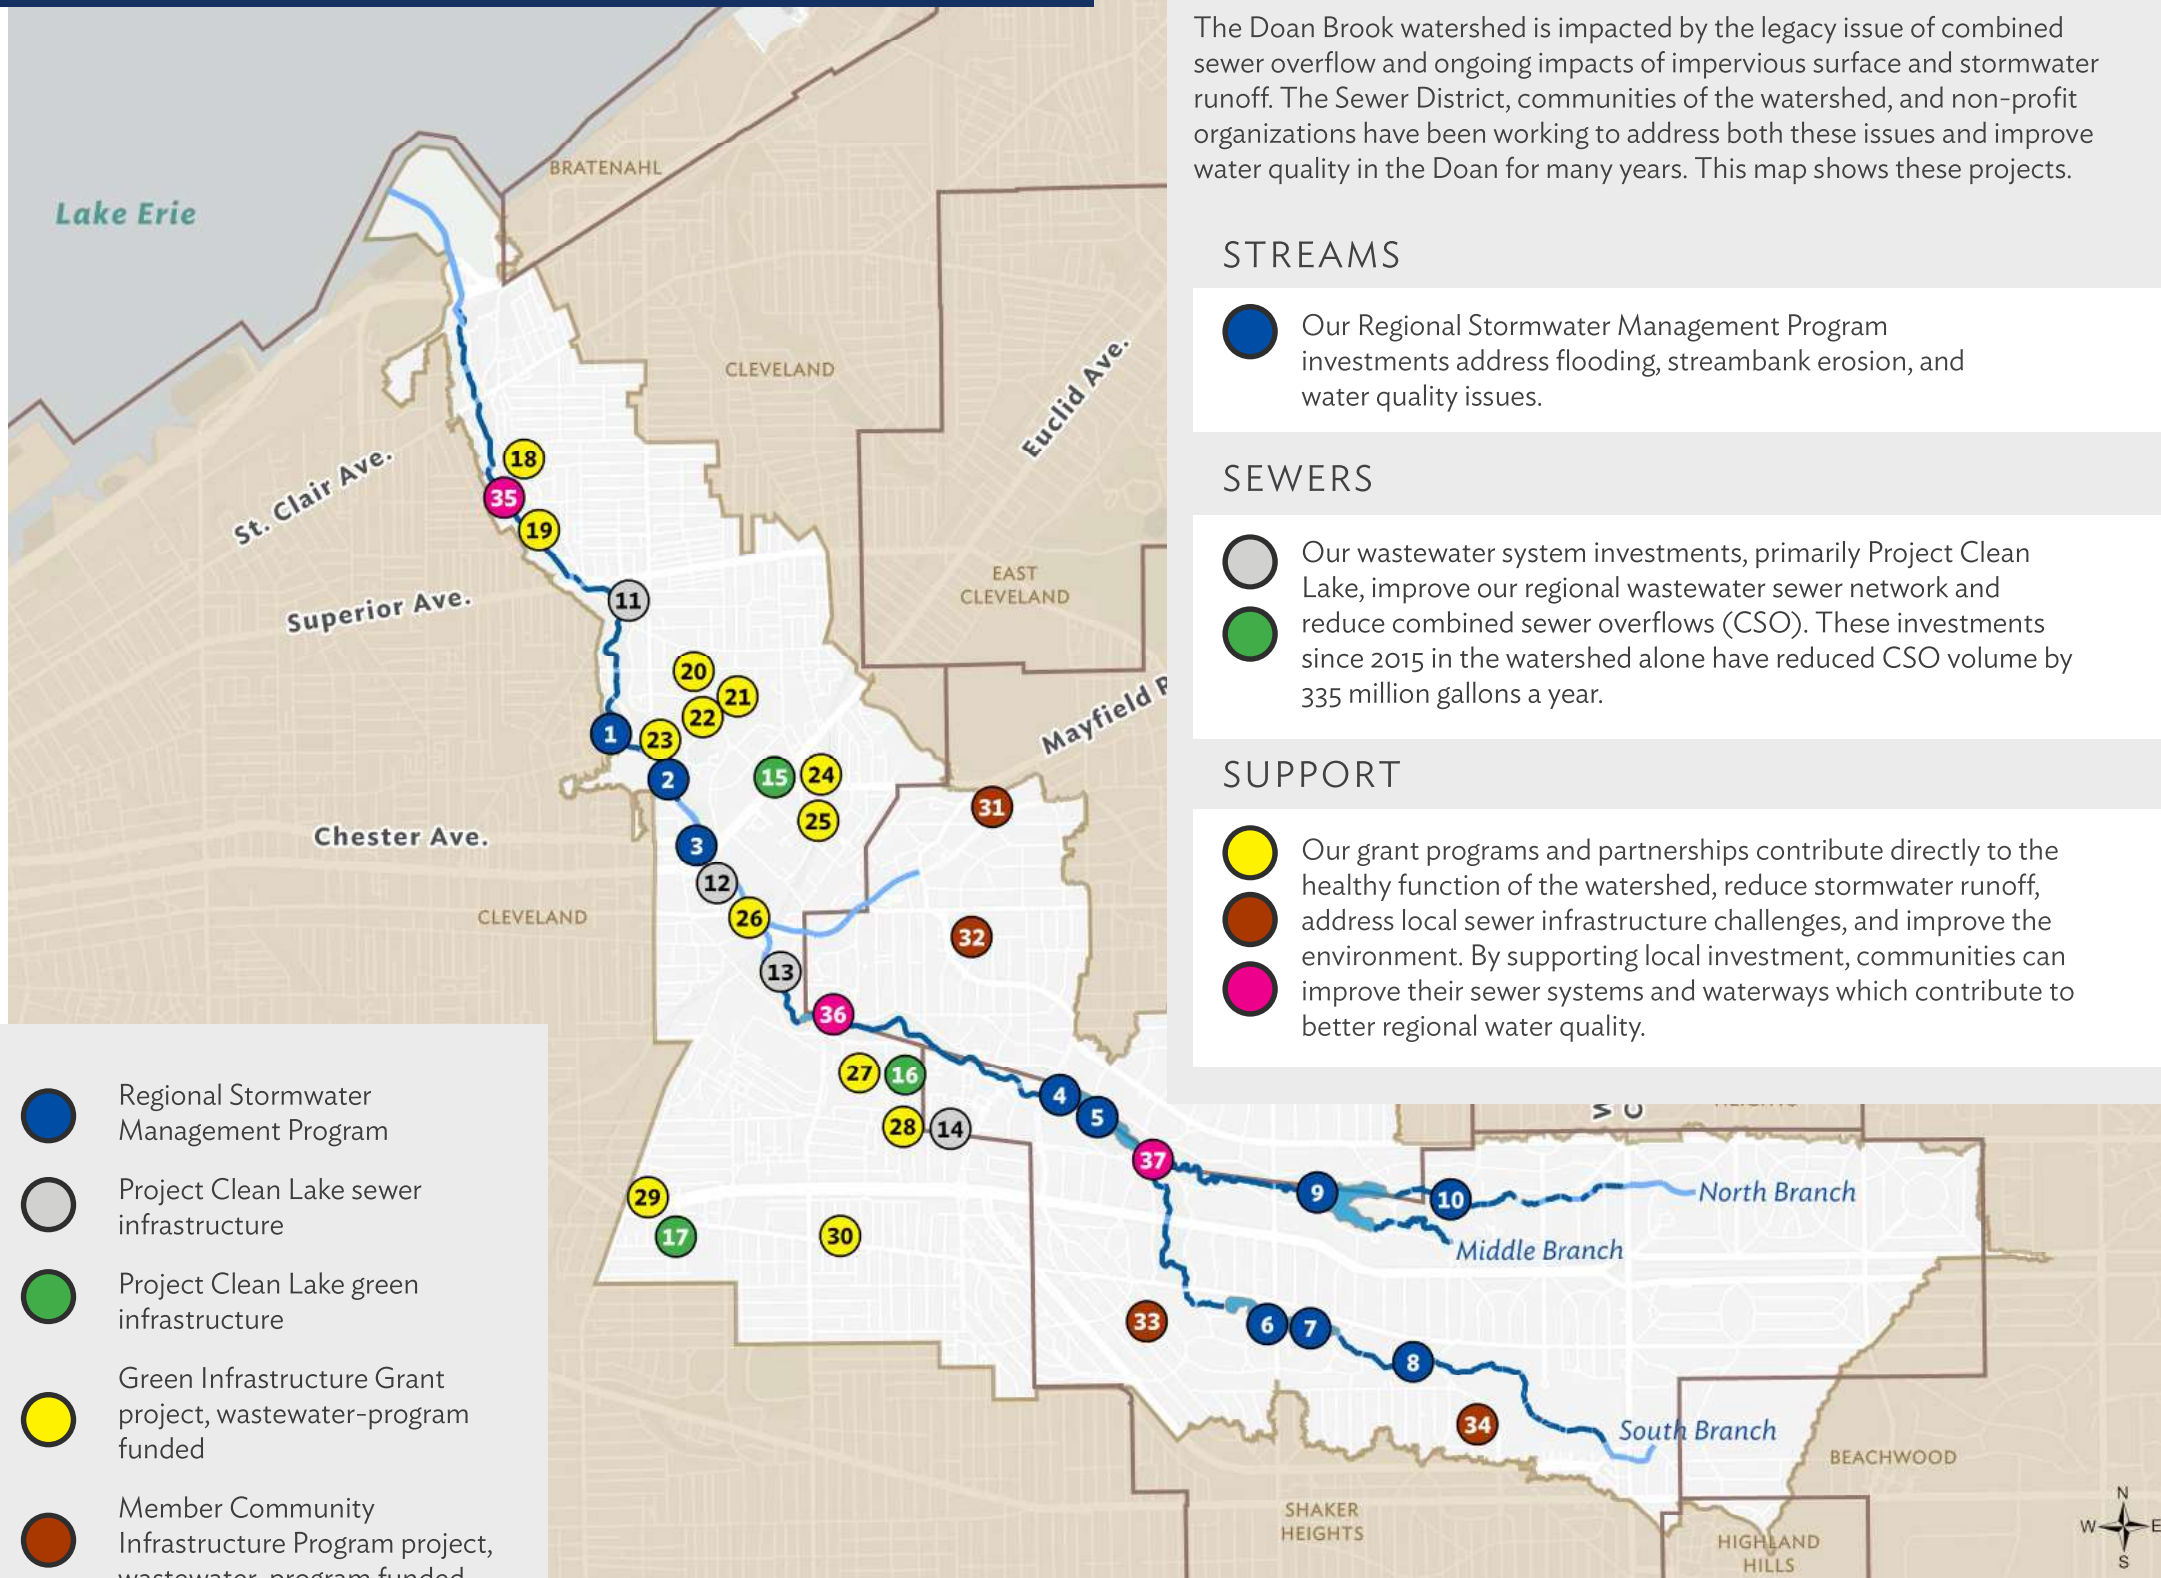 The Doan Brook watershed is impacted by the legacy issue of combined
sewer overflow and ongoing impacts of impervious surface and stormwater
runoff. The Sewer District, communities of the watershed, and non-profit
organizations have been working to address both these issues and improve
water quality in the Doan for many years. This map shows these projects.
STREAMS
Our Regional Stormwater Management Program
investments address flooding, streambank erosion, and
water quality issues.
SEWERS
Our wastewater system investments, primarily Project Clean
Lake, improve our regional wastewater sewer network and
reduce combined sewer overflows (CSO). These investments
since 2015 in the watershed alone have reduced CSO volume by
335 million gallons a year.
SUPPORT
Our grant programs and partnerships contribute directly to the
healthy function of the watershed, reduce stormwater runoff,
address local sewer infrastructure challenges, and improve the
environment. By supporting local investment, communities can
improve their sewer systems and waterways which contribute to
better regional water quality.
BRATENAHL
Lake Erie
CLEVELAND
Euclid Ave.
St. Clair Ave.
18
35
19
EAST
CLEVELAND
Superior Ave.
11
20
21
22
Mayfield
1
23
2
15
24
31
25
Chester Ave.
3
12
CLEVELAND
26
32
13
36
27
16
4
5
28
14
37
29
9
10
North Branch
17
30
Middle Branch
33
6
7
8
34
South Branch
BEACHWOOD
SHAKER
HEIGHTS
HIGHLAND
HILLS
N
W
E
S
Regional Stormwater
Management Program
Project Clean Lake sewer
infrastructure
Project Clean Lake green
infrastructure
Green Infrastructure Grant
project, wastewater-program
funded
Member Community
Infrastructure Program project,
wastewater-program funded